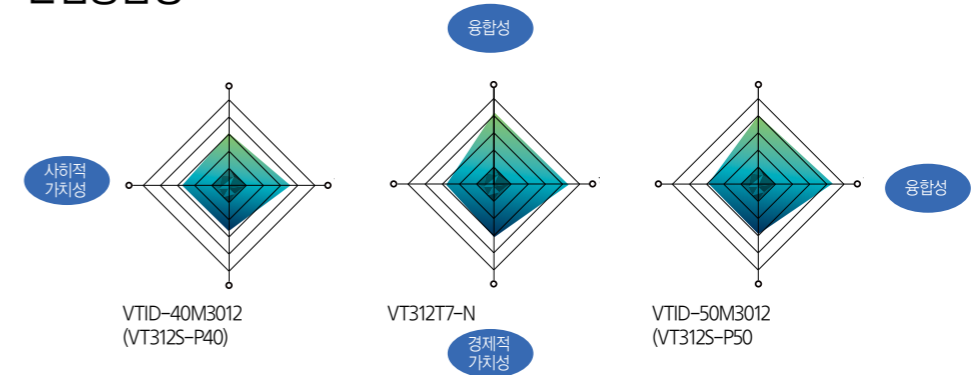 융합성
사히적
가치성
융합성
VTID-40M3012
(VT312S-P40)
VT312T7-N
VTID-50M3012
(VT312S-P50
경제적
가치성